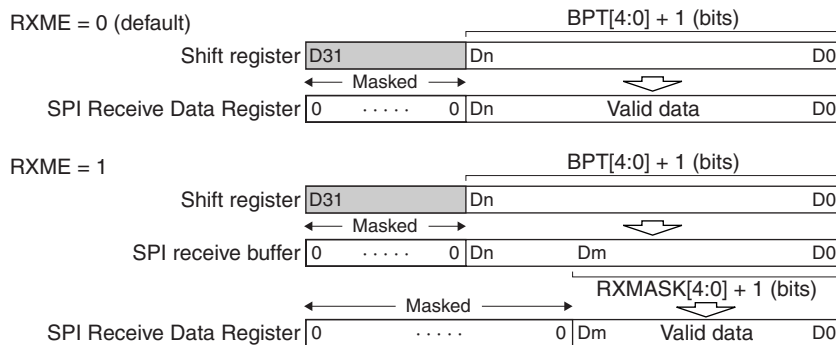 RXME = 0 (default)
BPT[4:0] + 1 (bits)
Shift register D31 Dn D0
Masked
SPI Receive Data Register 0 · · · · · 0 Dn Valid data D0
RXME = 1
BPT[4:0] + 1 (bits)
Shift register D31 Dn D0
Masked
SPI receive buffer 0 · · · · · 0 Dn Dm D0
RXMASK[4:0] + 1 (bits)
Masked
SPI Receive Data Register 0 · · · · · 0 Dm Valid data D0